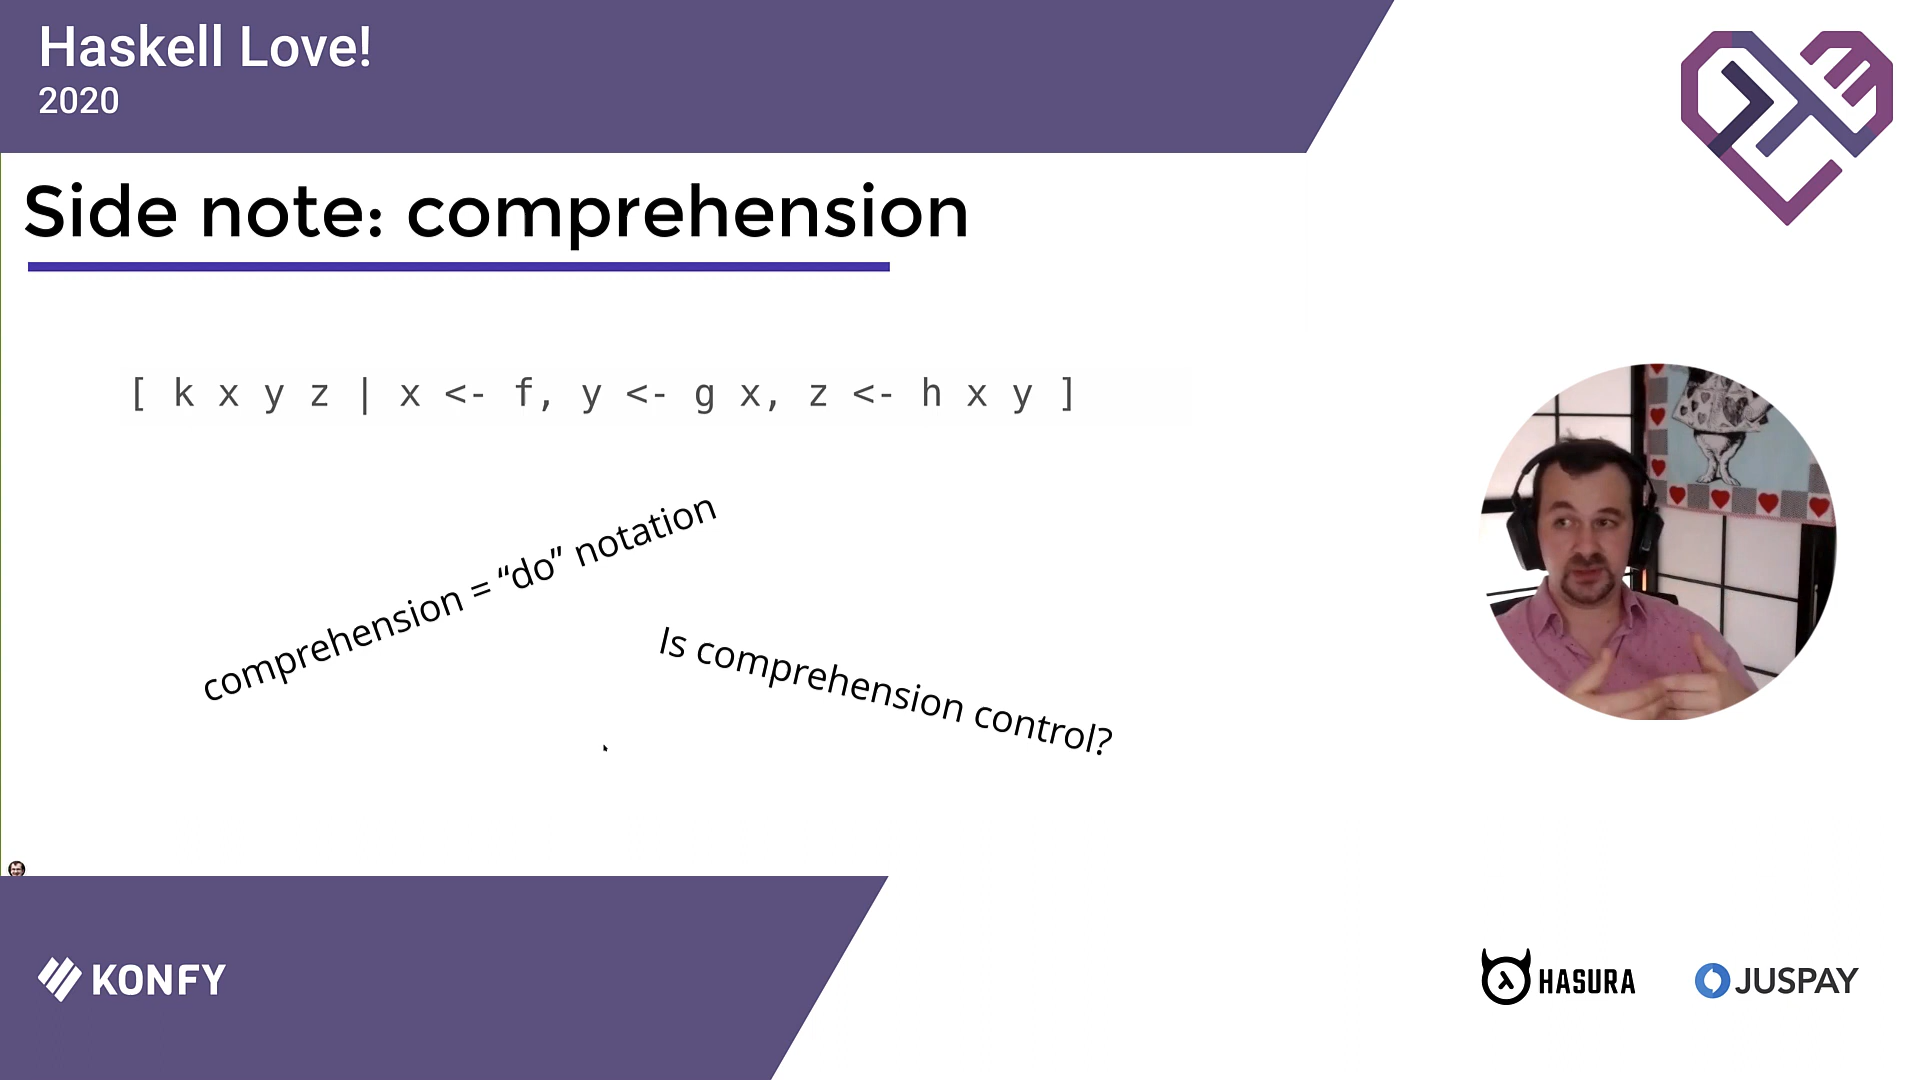 Haskell Love!
2020
Side note: comprehension
[ k x y z | x <- f, y <- g x, z <- h x y ]
comprehension = “do” notation
Is comprehension control?
KONFY
HASURA
JUSPAY